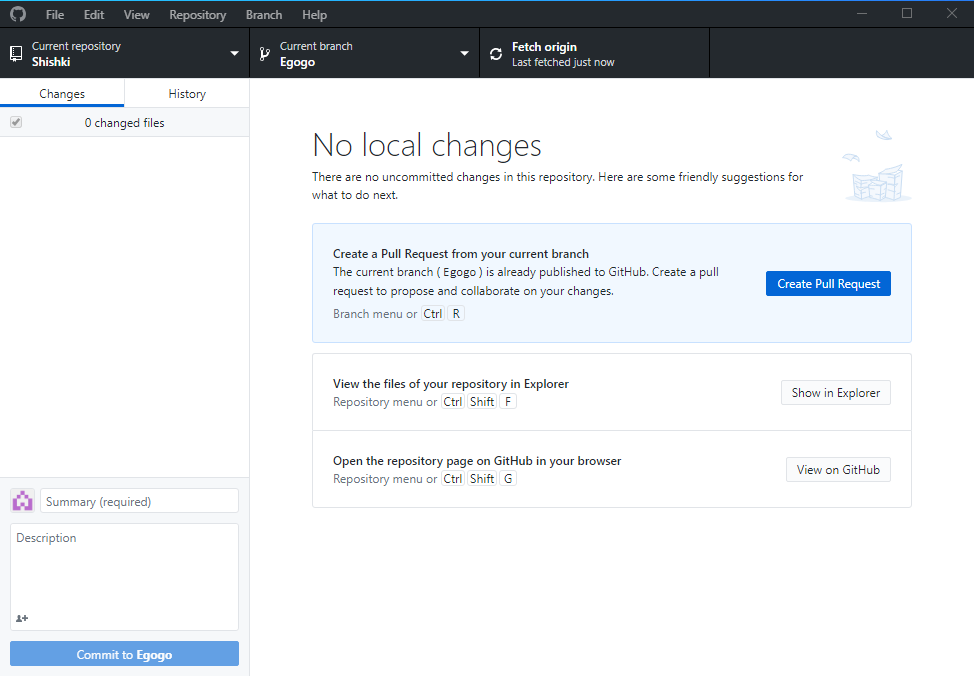 File Edit View Repository Branch Help
Current repository
Shishki
Current branch
Egogo
Fetch origin
Last fetched just now
Changes History
0 changed files
No local changes
There are no uncommitted changes in this repository. Here are some friendly suggestions for
what to do next.
Create a Pull Request from your current branch
The current branch ( Egogo ) is already published to GitHub. Create a pull
request to propose and collaborate on your changes.
Branch menu or Ctrl R
Create Pull Request
View the files of your repository in Explorer
Repository menu or Ctrl Shift F
Show in Explorer
Open the repository page on GitHub in your browser
Repository menu or Ctrl Shift G
View on GitHub
Summary (required)
Description
Commit to Egogo